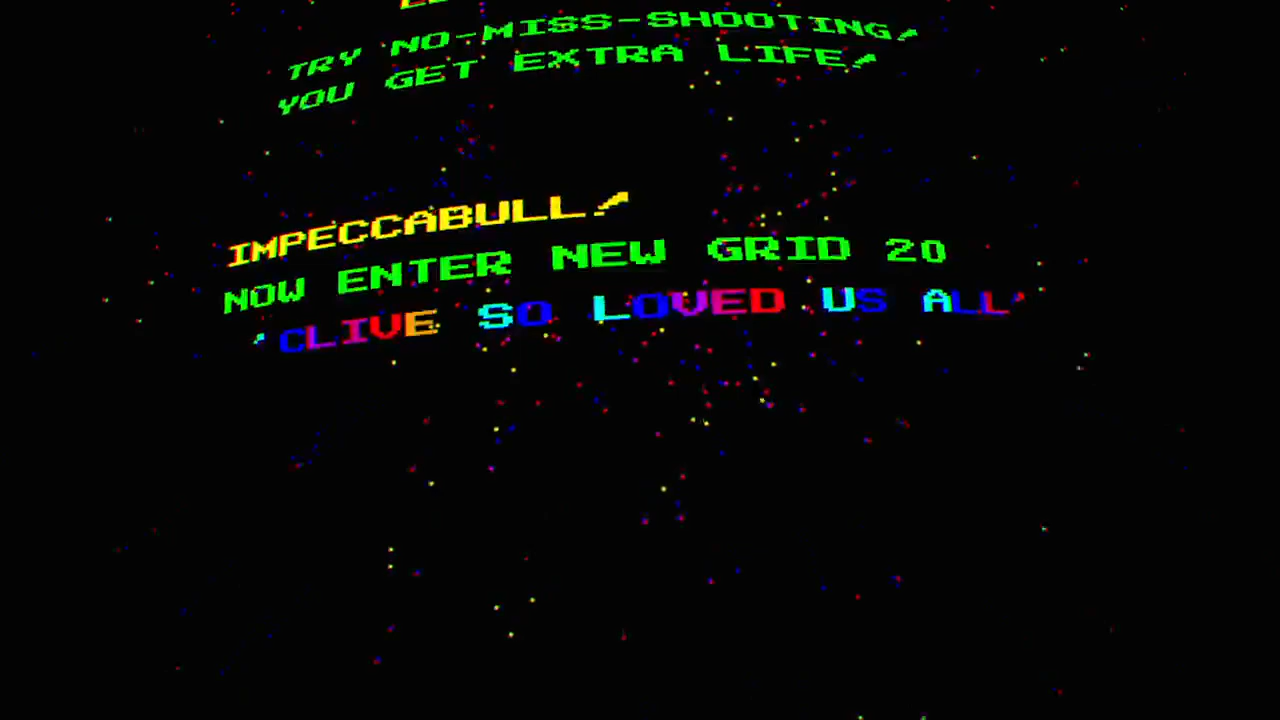 TRY NO-MISS-SHOOTING!
YOU GET EXTRA LIFE!
IMPECCABULL!
NOW ENTER NEW GRID 20
'CLIVE SO LOVED US ALL'